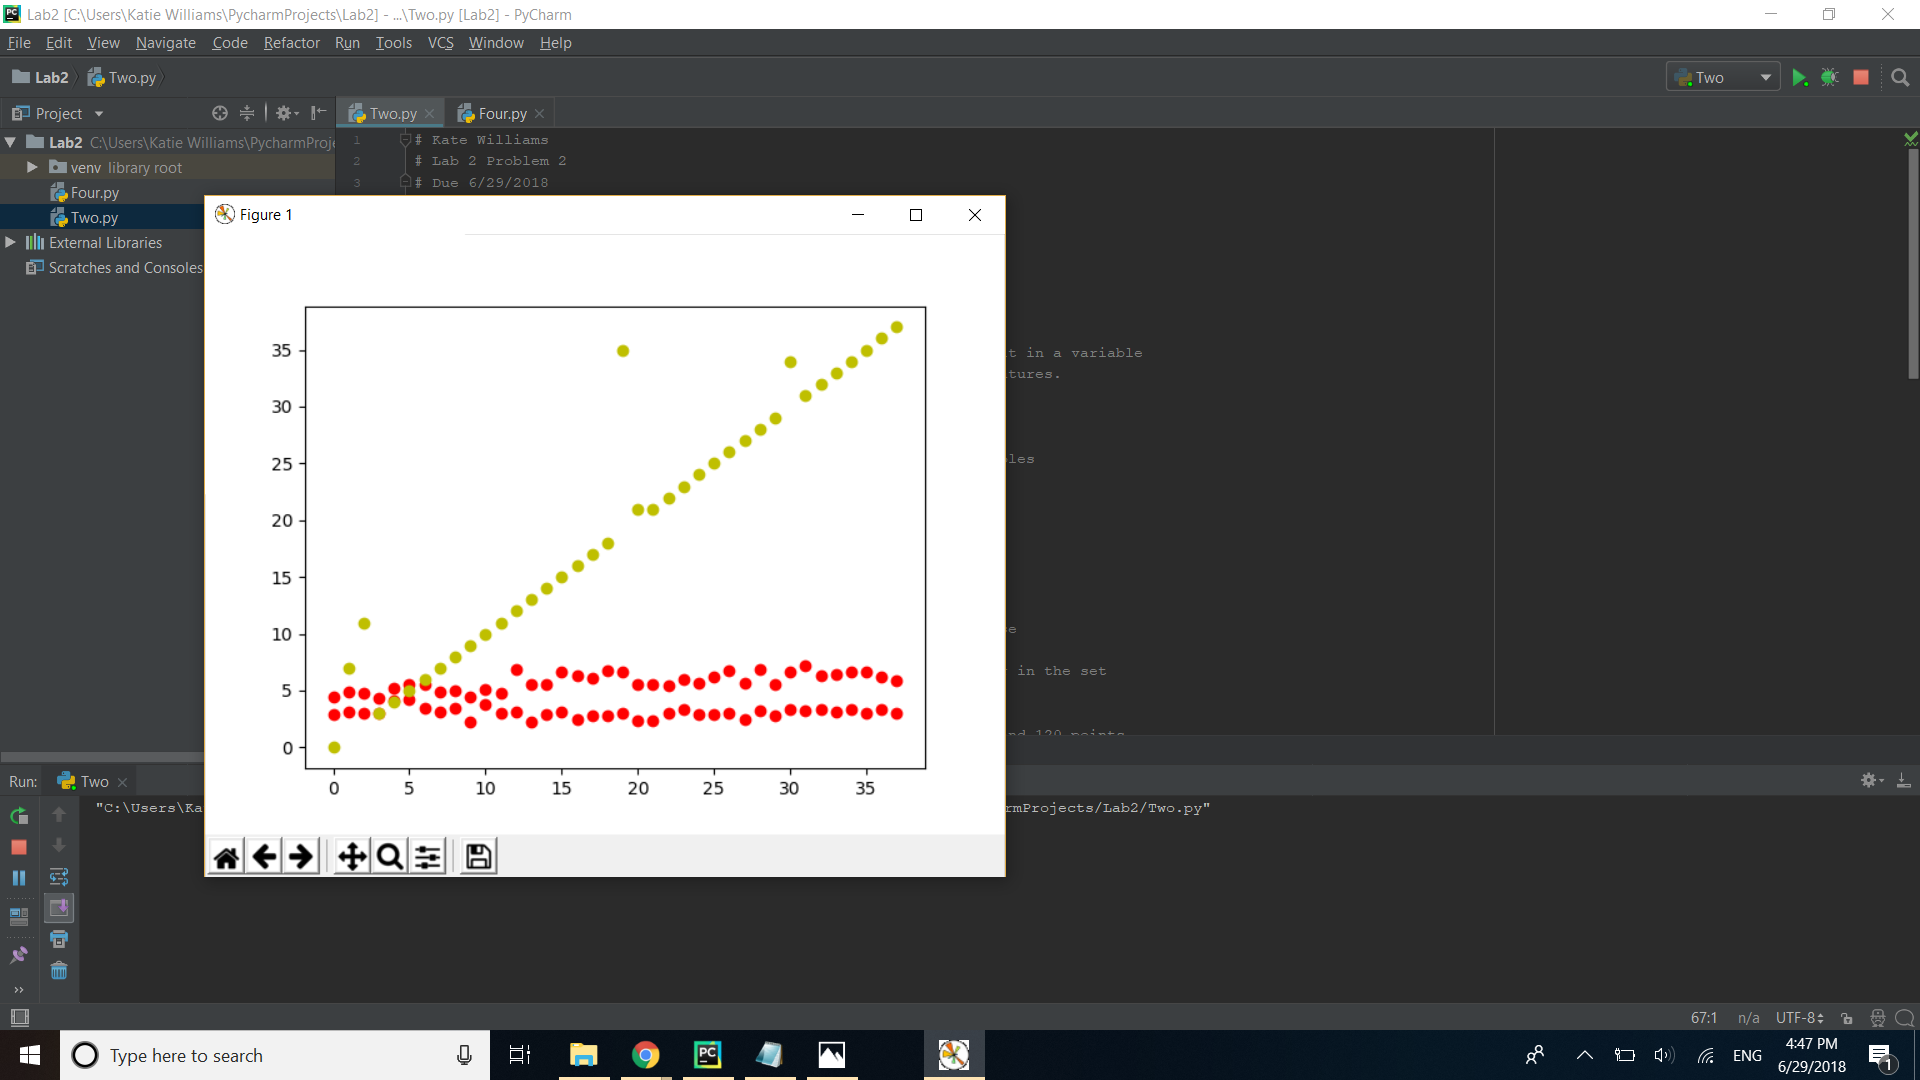 Lab2 [C:\Users\Katie Williams\PycharmProjects\Lab2] - ...\Two.py [Lab2] - PyCharm
File Edit View Navigate Code Refactor Run Tools VCS Window Help
Lab2 Two.py
Two
Project
Two.py
Four.py
Lab2 C:\Users\Katie Williams\PycharmProje
venv library root
Four.py
Two.py
External Libraries
Scratches and Consoles
1 # Kate Williams
2 # Lab 2 Problem 2
3 # Due 6/29/2018
t in a variable
tures.
les
e
in the set
nd 120 points
Figure 1
35
30
25
20
15
10
5
0
0 5 10 15 20 25 30 35
Run: Two
"C:\Users\Ka
rmProjects/Lab2/Two.py"
67:1 n/a UTF-8
Type here to search
ENG
4:47 PM
6/29/2018
1